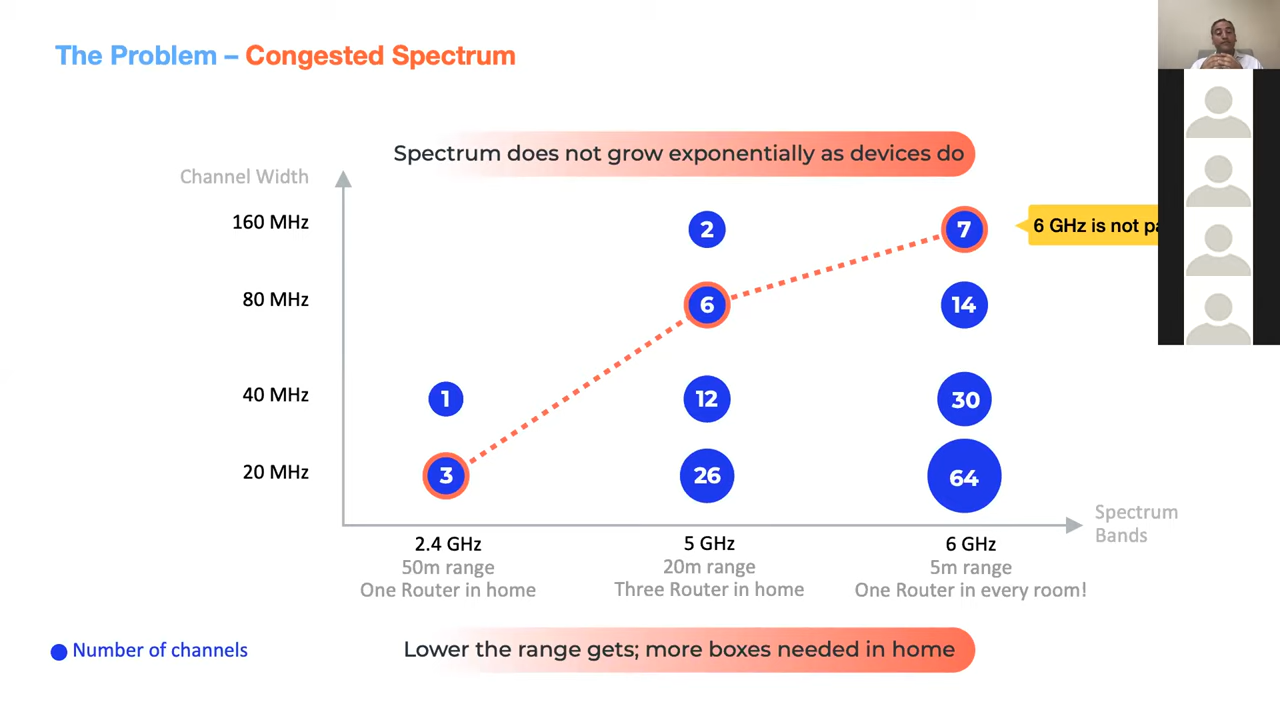 The Problem – Congested Spectrum
Spectrum does not grow exponentially as devices do
Channel Width
160 MHz
2
7
6 GHz is not
80 MHz
6
14
40 MHz
1
12
30
20 MHz
3
26
64
Spectrum
Bands
2.4 GHz
50m range
One Router in home
5 GHz
20m range
Three Router in home
6 GHz
5m range
One Router in every room!
Number of channels
Lower the range gets; more boxes needed in home